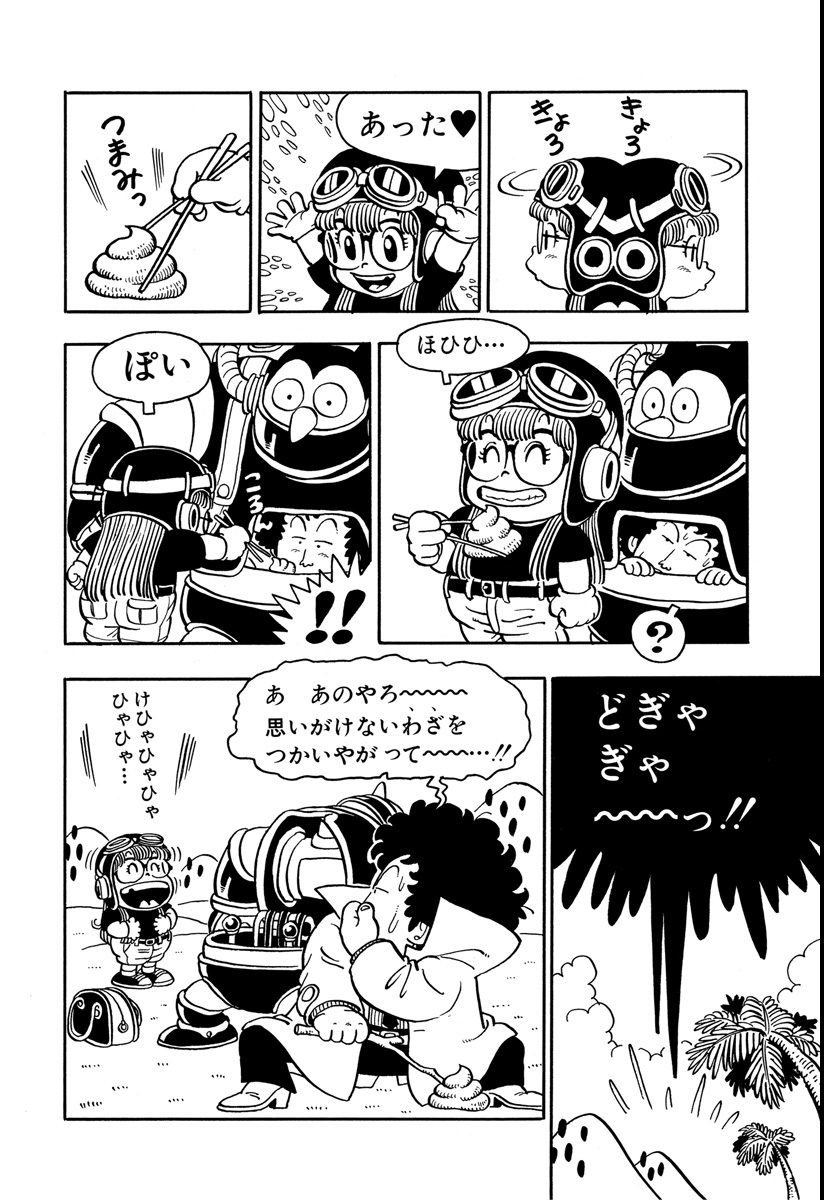 きょろ
きょろ
あった♥
つまみっ
ほひひ…
?
ぽい
ころん
!!
どぎゃ
ぎゃ
〜〜〜〜っ!!
あ　あのやろ〜〜〜〜
思いがけないわざを
つかいやがって〜〜…!!
けひゃひゃひゃ
ひゃひゃ…